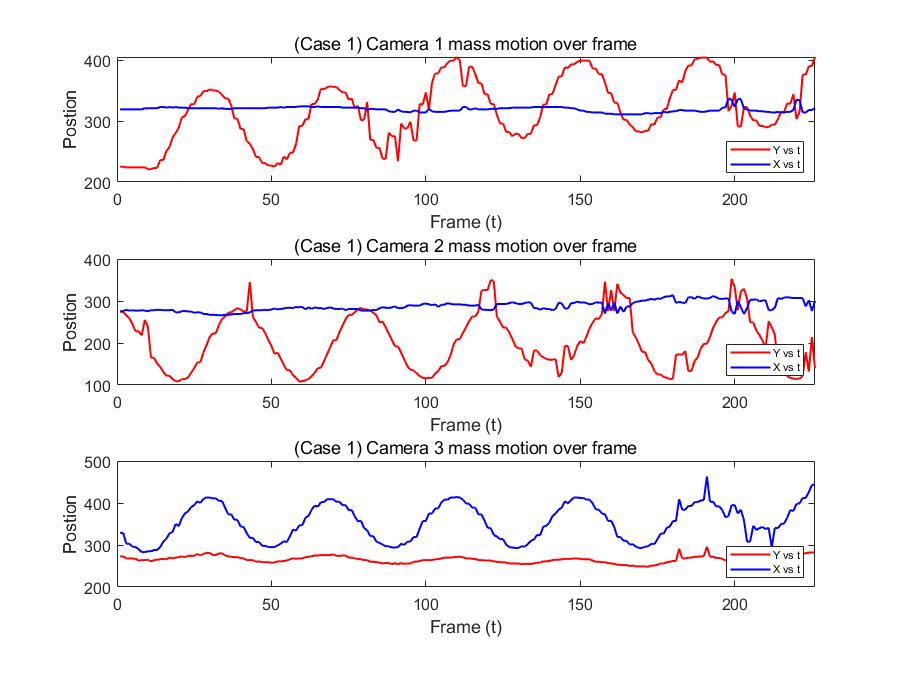 (Case 1) Camera 1 mass motion over frame
400
300
200
Postion
0 50 100 150 200
Frame (t)
Y vs t
X vs t
(Case 1) Camera 2 mass motion over frame
400
300
200
100
Postion
0 50 100 150 200
Frame (t)
Y vs t
X vs t
(Case 1) Camera 3 mass motion over frame
500
400
300
200
Postion
0 50 100 150 200
Frame (t)
Y vs t
X vs t